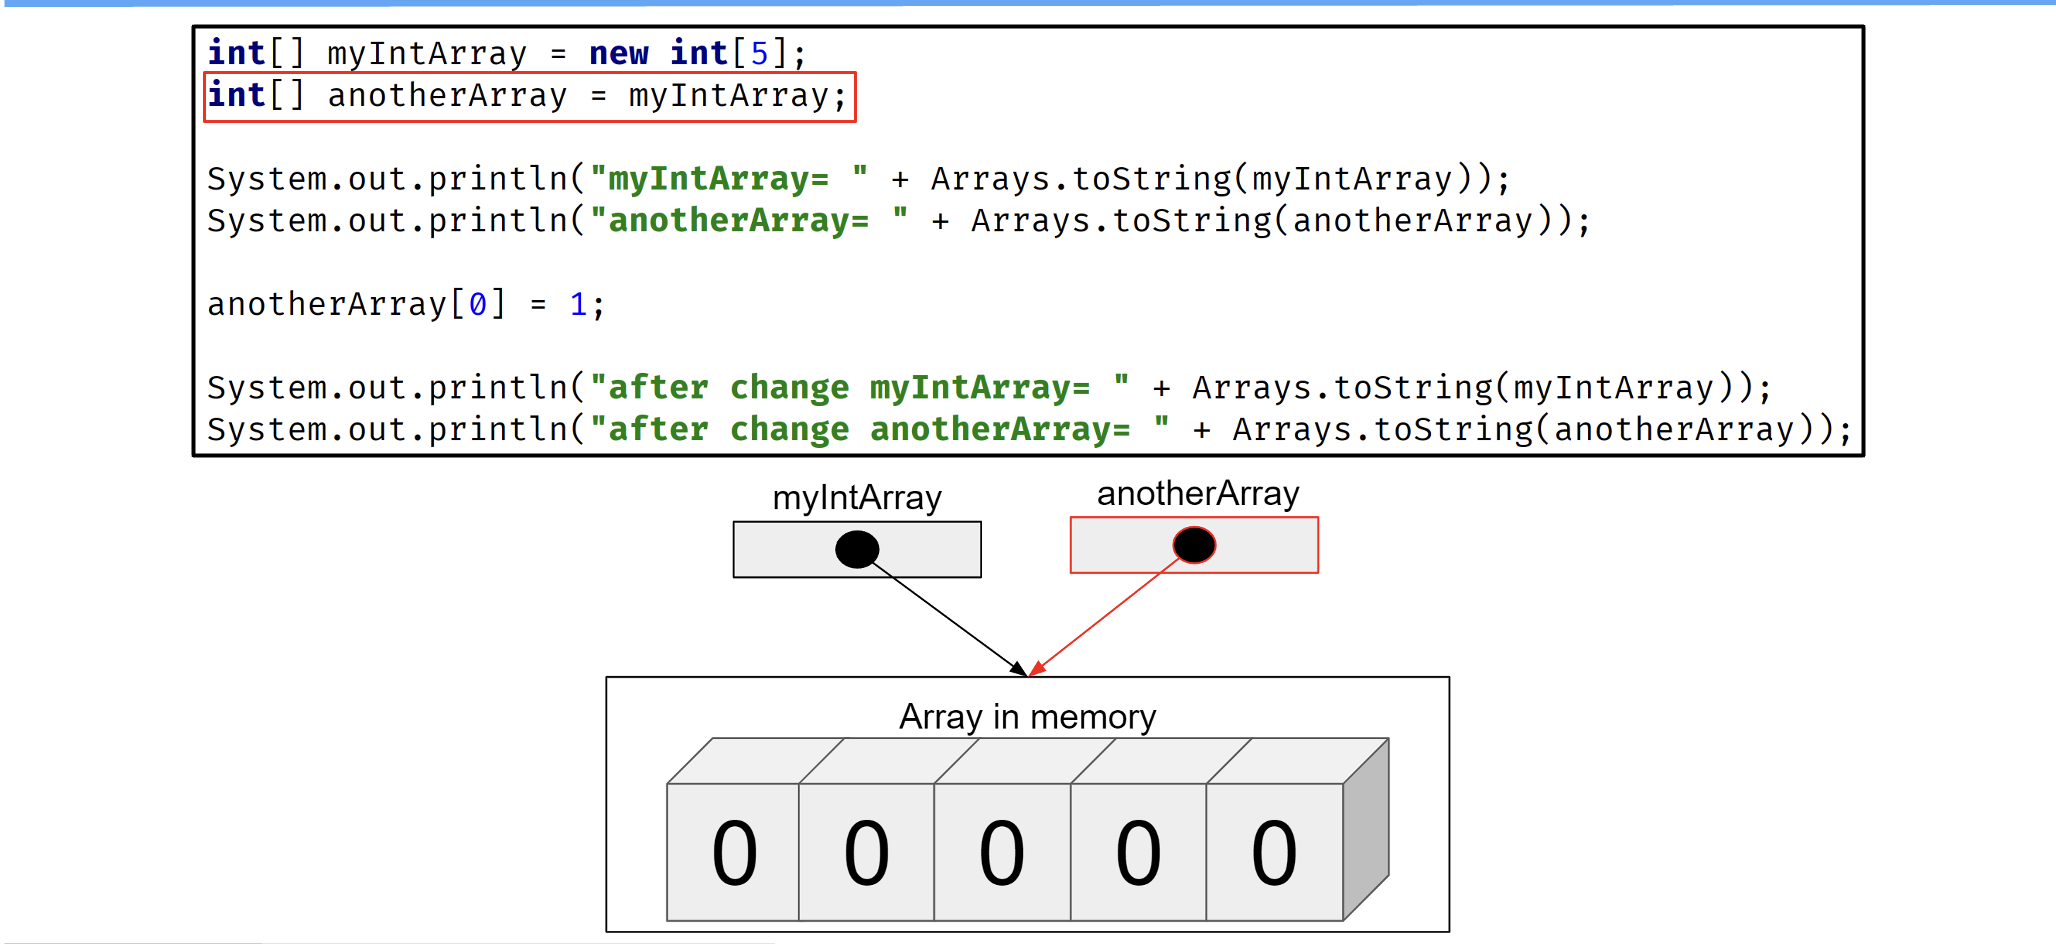 int[] myIntArray = new int[5];
int[] anotherArray = myIntArray;
System.out.println("myIntArray= " + Arrays.toString(myIntArray));
System.out.println("anotherArray= " + Arrays.toString(anotherArray));
anotherArray[0] = 1;
System.out.println("after change myIntArray= " + Arrays.toString(myIntArray));
System.out.println("after change anotherArray= " + Arrays.toString(anotherArray));
myIntArray anotherArray
Array in memory
0 0 0 0 0